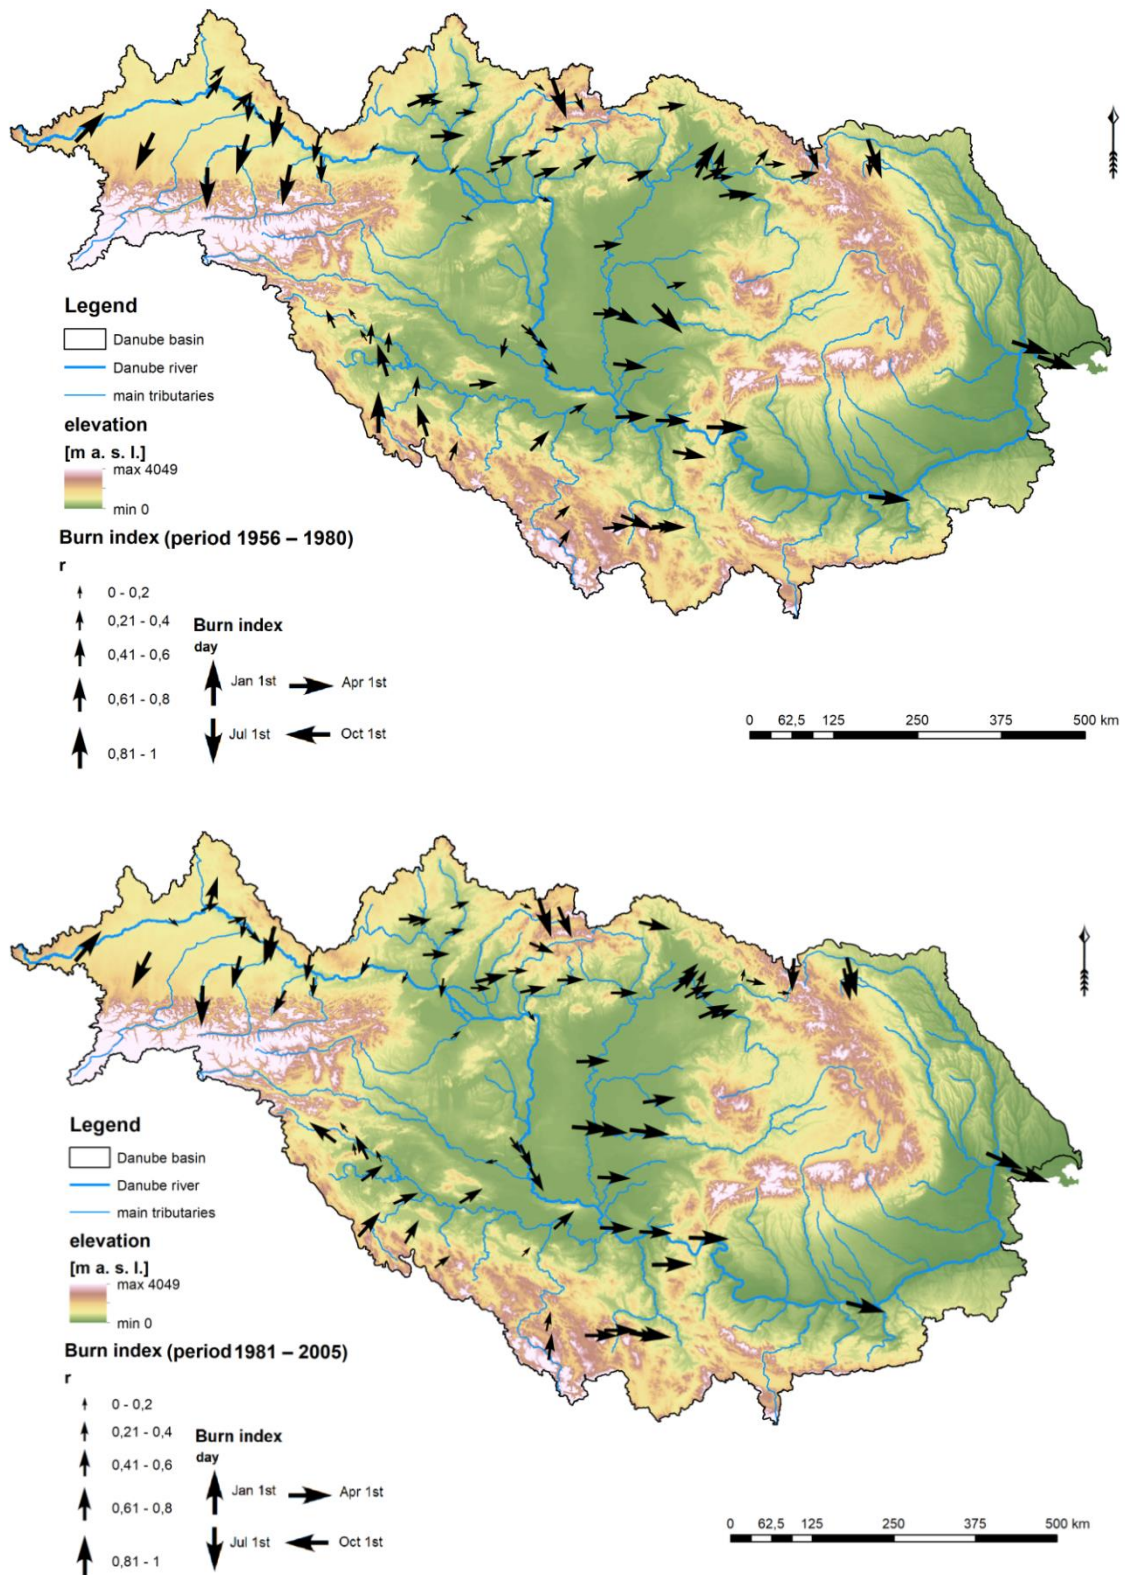 Legend
Danube basin
Danube river
main tributaries
elevation
[m a. s. l.]
max 4049
min 0
Burn index (period 1956 – 1980)
r
0 - 0,2
0,21 - 0,4
0,41 - 0,6
0,61 - 0,8
0,81 - 1
Burn index
day
Jan 1st
Apr 1st
Jul 1st
Oct 1st
0 62,5 125 250 375 500 km
Legend
Danube basin
Danube river
main tributaries
elevation
[m a. s. l.]
max 4049
min 0
Burn index (period 1981 – 2005)
r
0 - 0,2
0,21 - 0,4
0,41 - 0,6
0,61 - 0,8
0,81 - 1
Burn index
day
Jan 1st
Apr 1st
Jul 1st
Oct 1st
0 62,5 125 250 375 500 km